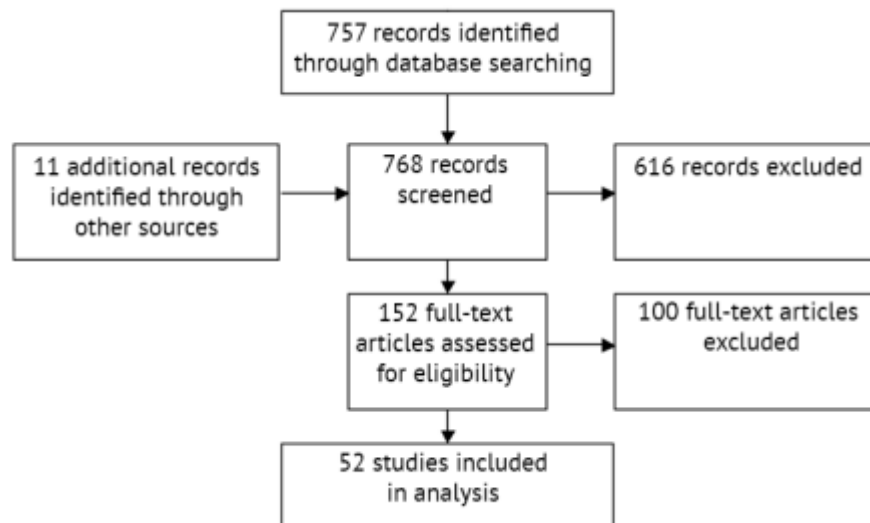 757 records identified
through database searching
11 additional records
identified through
other sources
768 records
screened
616 records excluded
152 full-text
articles assessed
for eligibility
100 full-text articles
excluded
52 studies included
in analysis